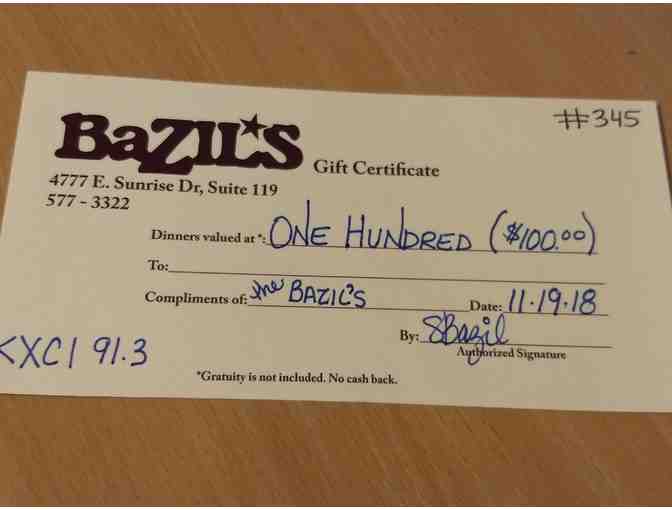 #345
BaZIL'S Gift Certificate
4777 E. Sunrise Dr, Suite 119
577 - 3322
Dinners valued at*: ONE HUNDRED ($100.00)
To:
Compliments of: the BAZIL'S Date: 11.19.18
By: SBazil
Authorized Signature
KXCI 91.3
*Gratuity is not included. No cash back.